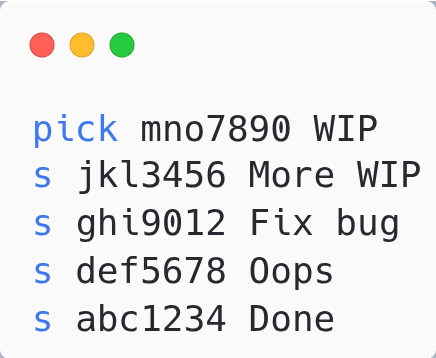 pick mno7890 WIP
s jkl3456 More WIP
s ghi9012 Fix bug
s def5678 Oops
s abc1234 Done